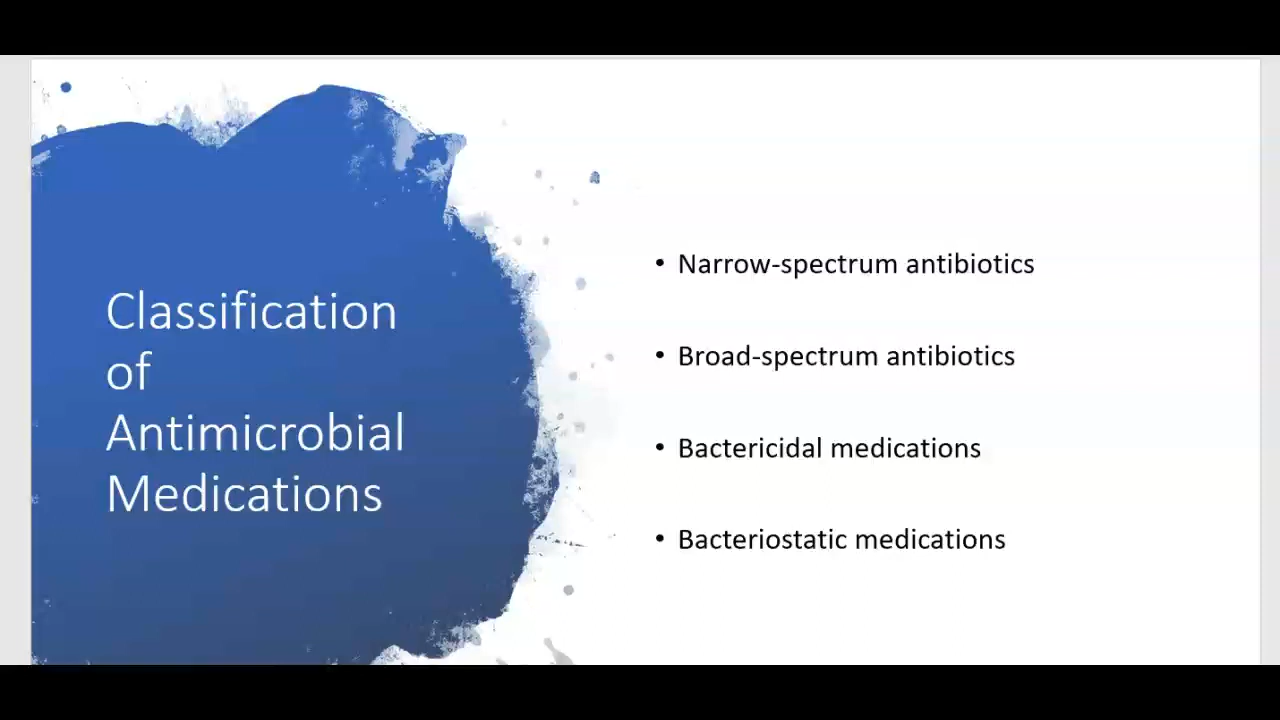 Classification
of
Antimicrobial
Medications
• Narrow-spectrum antibiotics
• Broad-spectrum antibiotics
• Bactericidal medications
• Bacteriostatic medications